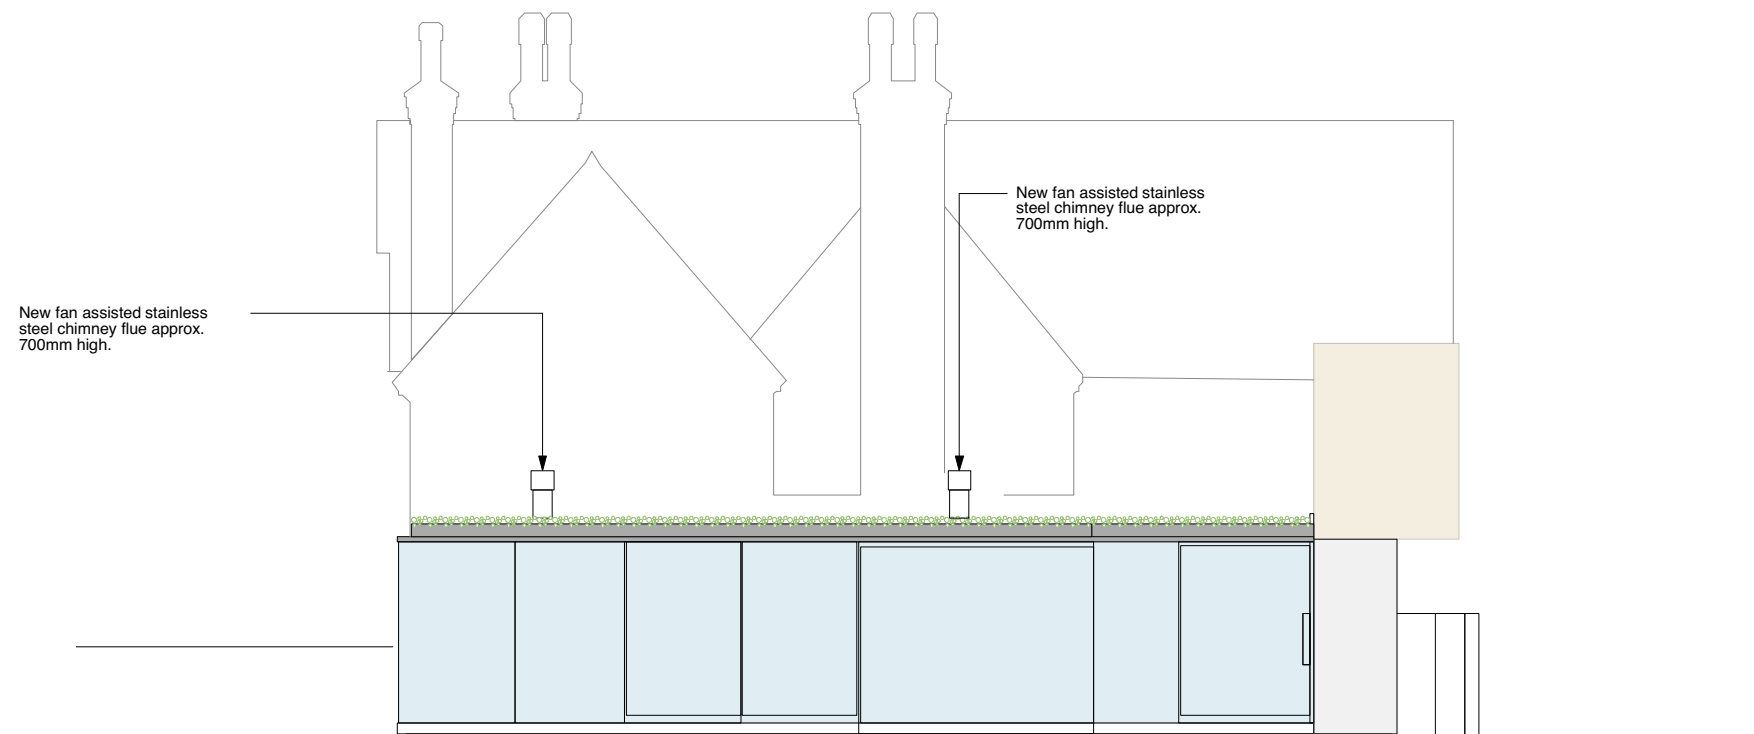 New fan assisted stainless
steel chimney flue approx.
700mm high.
New fan assisted stainless
steel chimney flue approx.
700mm high.